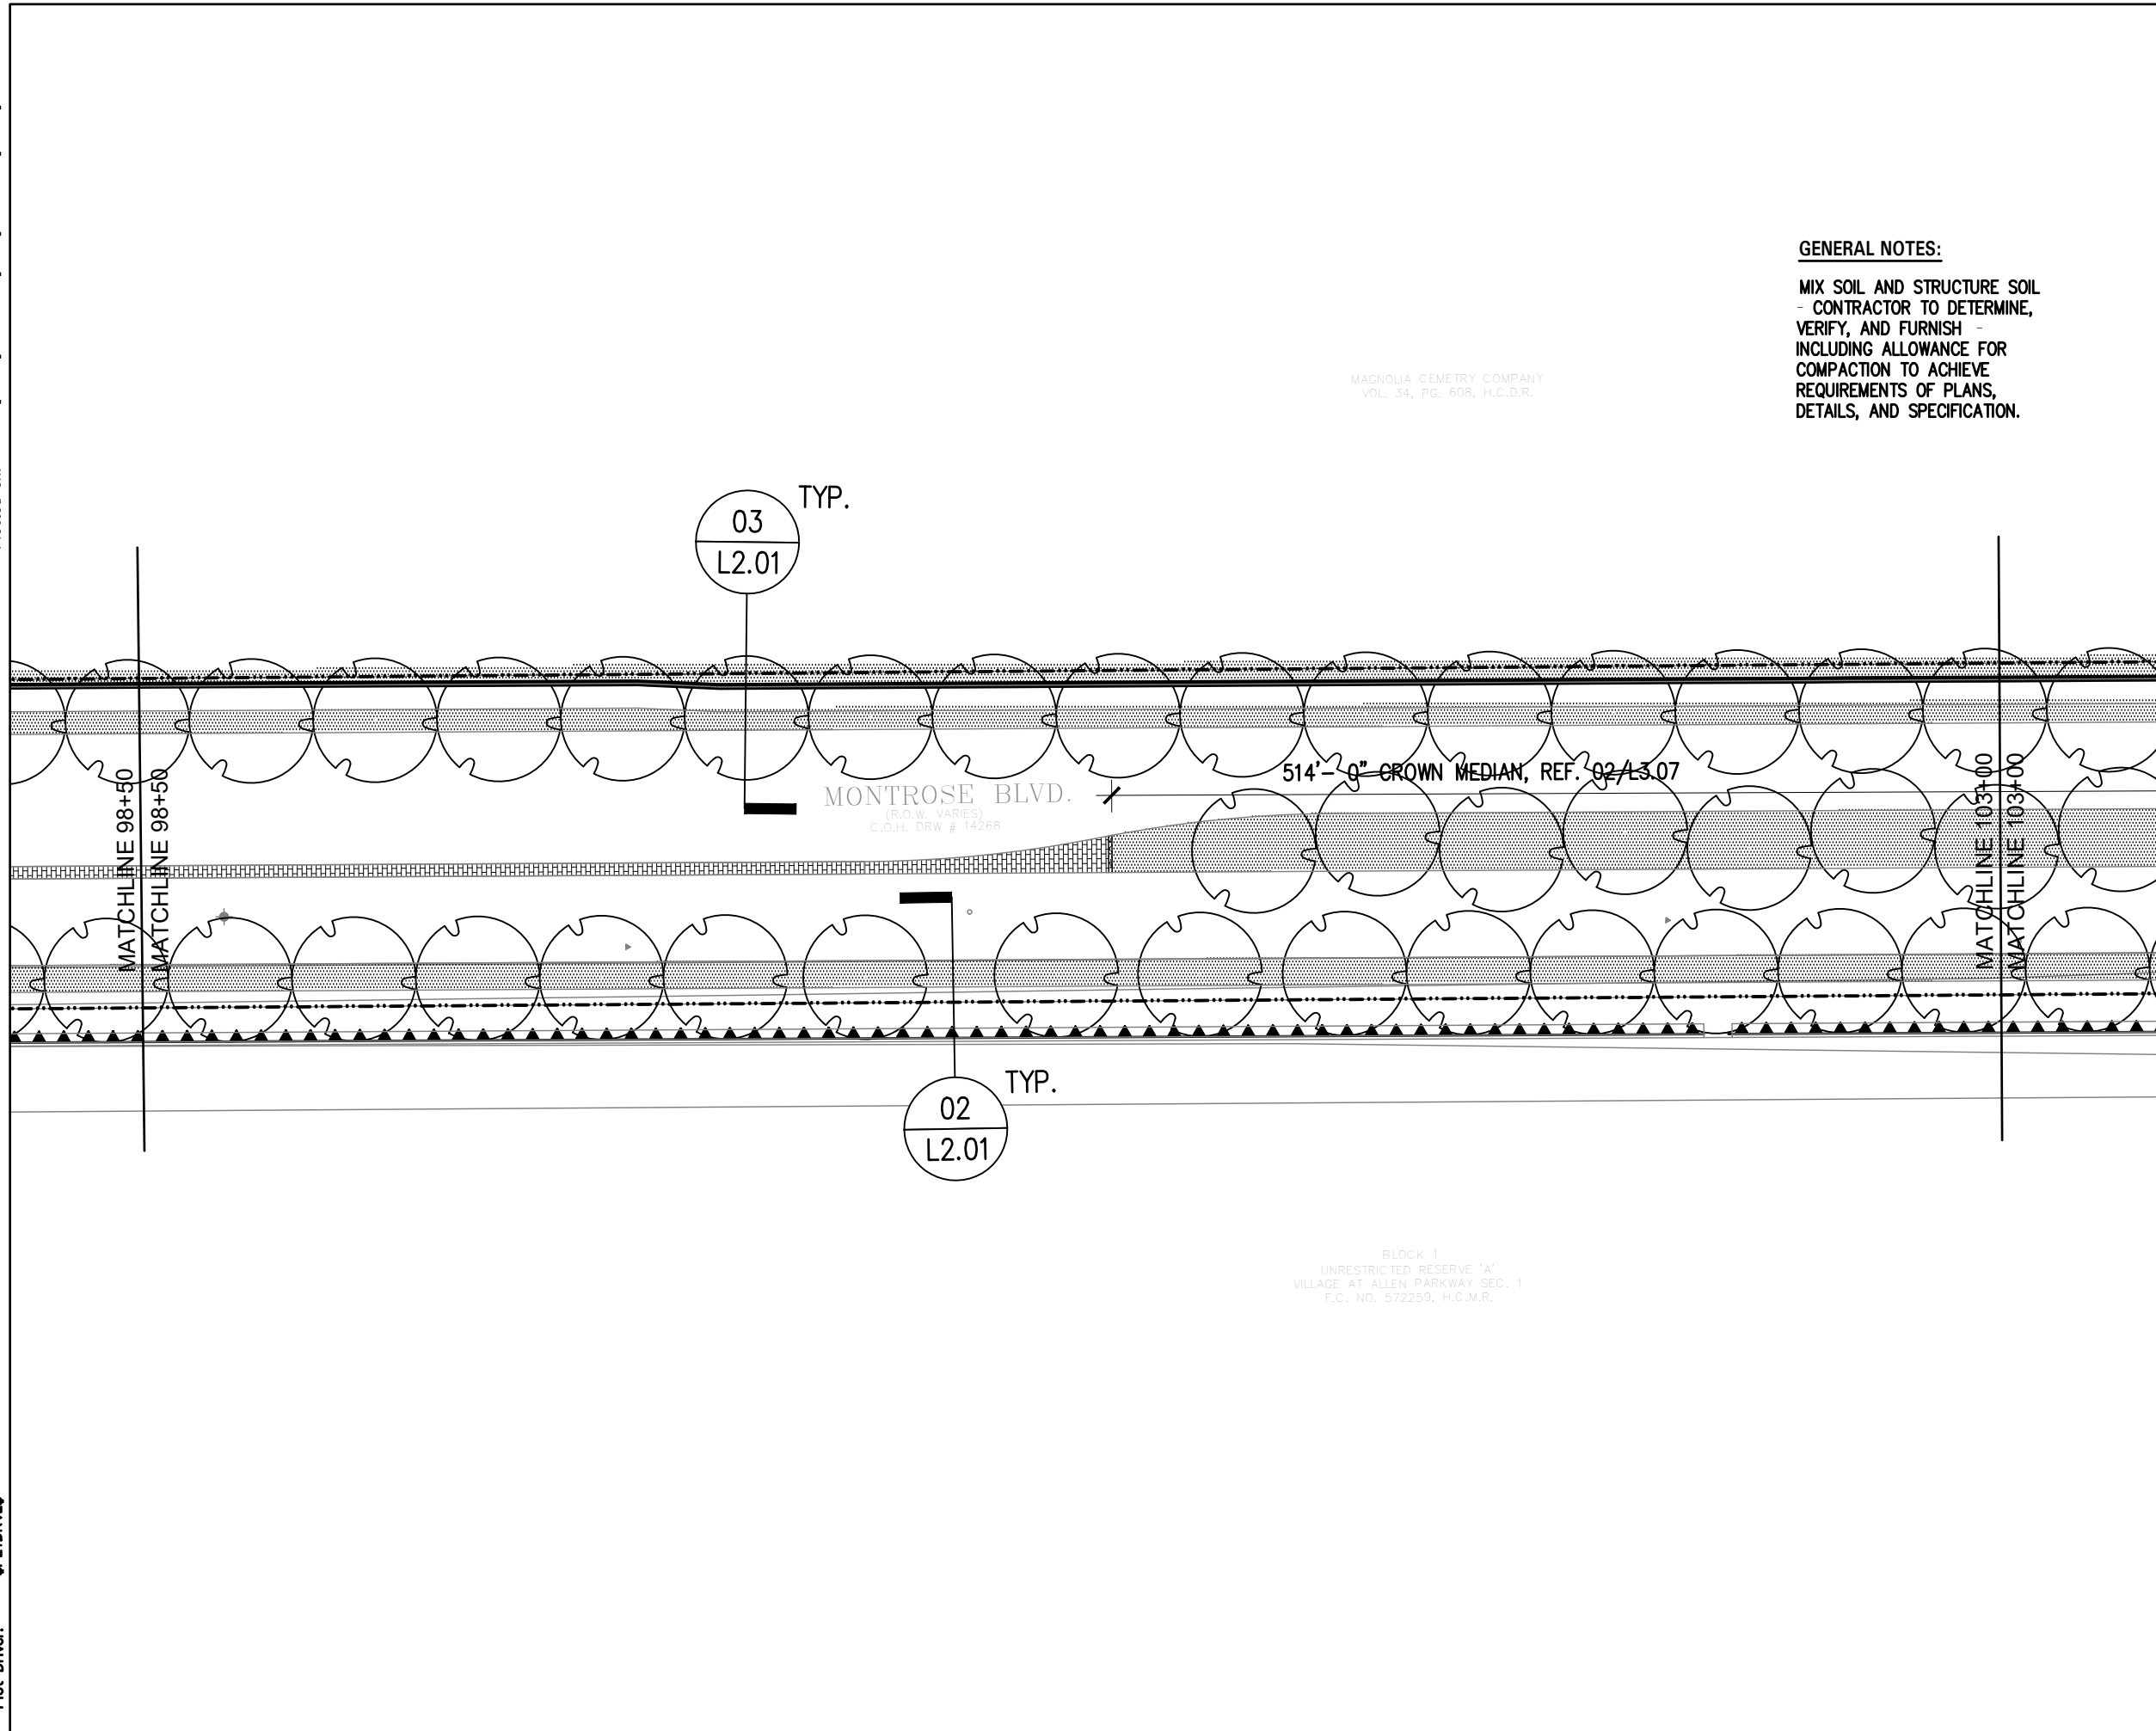 GENERAL NOTES:
MIX SOIL AND STRUCTURE SOIL
- CONTRACTOR TO DETERMINE,
VERIFY, AND FURNISH -
INCLUDING ALLOWANCE FOR
COMPACTION TO ACHIEVE
REQUIREMENTS OF PLANS,
DETAILS, AND SPECIFICATION.
MAGNOLIA CEMETRY COMPANY
VOL. 34, PG. 608, H.C.D.R.
TYP.
03
L2.01
514'- 0" CROWN MEDIAN, REF. 02/L3.07
MONTROSE BLVD.
(R.O.W. VARIES)
C.O.H. DRW # 14268
MATCHLINE 98+50
MATCHLINE 98+50
MATCHLINE 103+00
MATCHLINE 103+00
TYP.
02
L2.01
BLOCK 1
UNRESTRICTED RESERVE 'A'
VILLAGE AT ALLEN PARKWAY SEC. 1
F.C. NO. 572259, H.C.M.R.